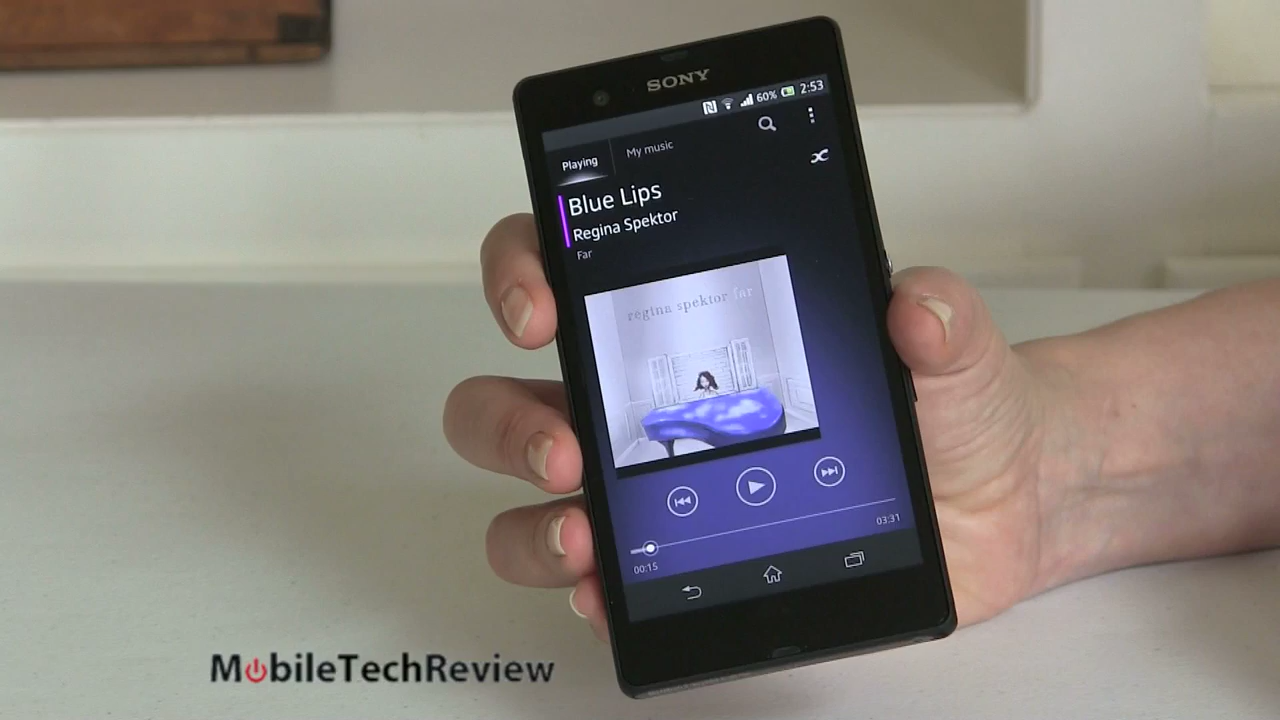 SONY
60% 2:53
Playing My music
Blue Lips
Regina Spektor
Far
regina spektor far
03:31
00:15
MobileTechReview